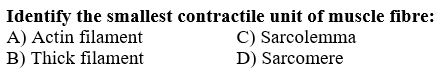 Identify the smallest contractile unit of muscle fibre:
A) Actin filament C) Sarcolemma
B) Thick filament D) Sarcomere